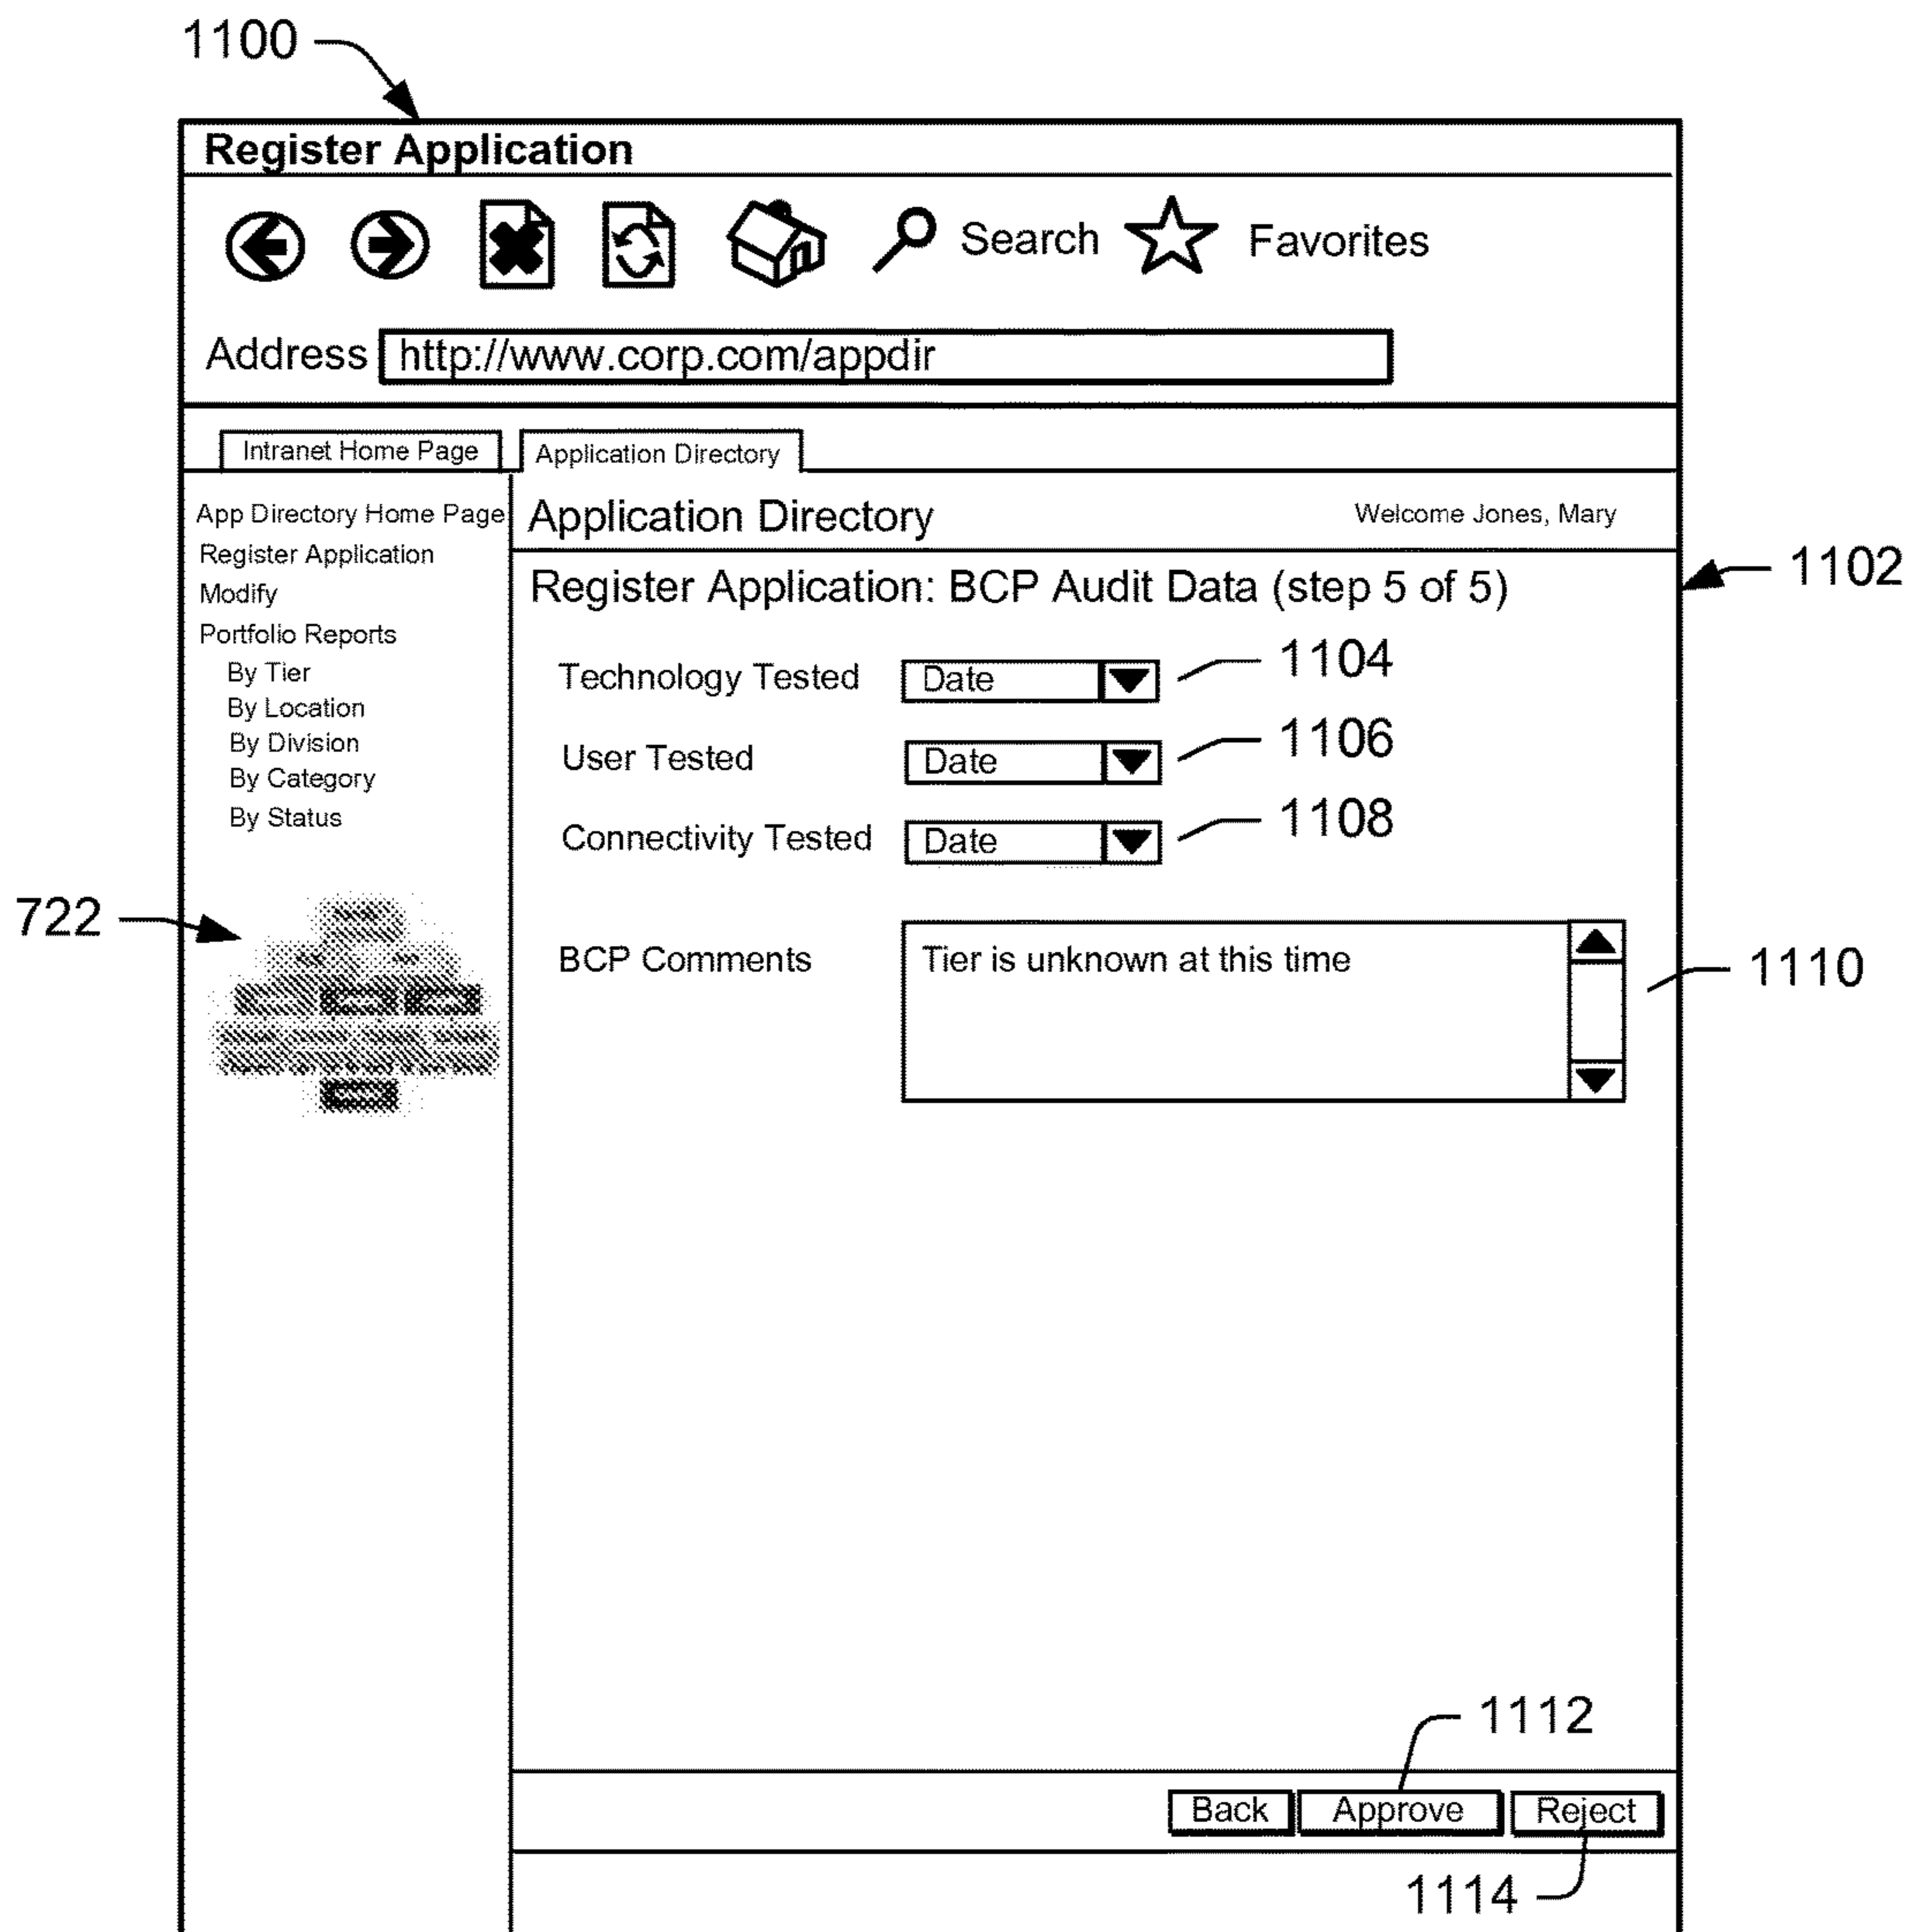 1100
Register Application
Search Favorites
Address http://www.corp.com/appdir
Intranet Home Page Application Directory
App Directory Home Page
Register Application
Modify
Portfolio Reports
By Tier
By Location
By Division
By Category
By Status
722
Application Directory Welcome Jones, Mary
1102
Register Application: BCP Audit Data (step 5 of 5)
Technology Tested Date 1104
User Tested Date 1106
Connectivity Tested Date 1108
BCP Comments Tier is unknown at this time 1110
1112
Back Approve Reject
1114